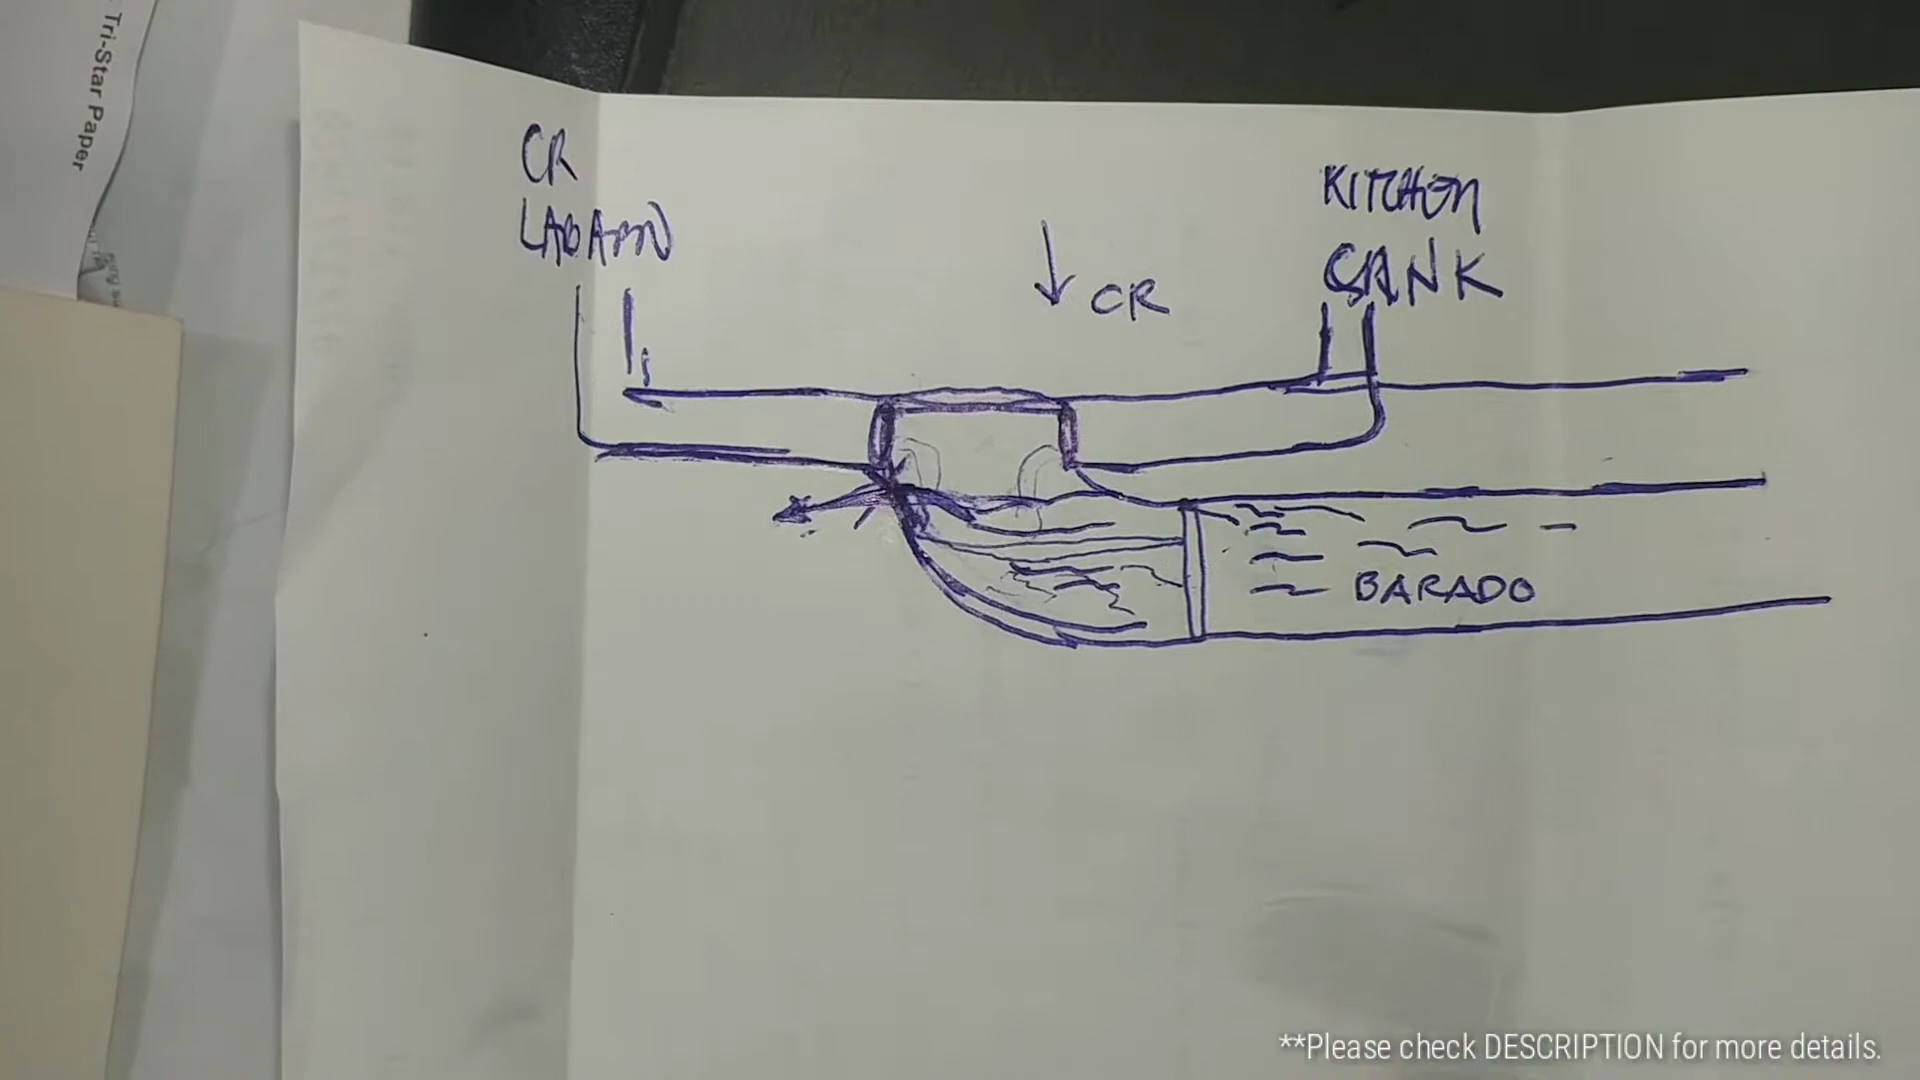 Tri-Star Paper
CR
LABABO
CR
KITCHEN
SANK
BARADO
**Please check DESCRIPTION for more details.